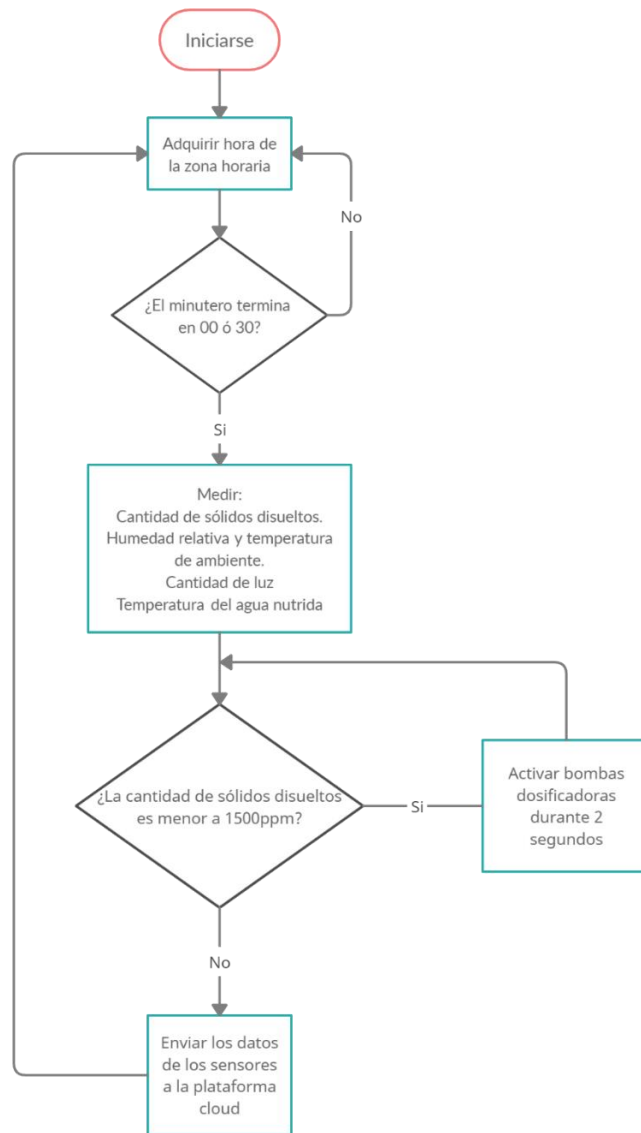 Iniciarse
Adquirir hora de
la zona horaria
No
¿El minutero termina
en 00 ó 30?
Si
Medir:
Cantidad de sólidos disueltos.
Humedad relativa y temperatura
de ambiente.
Cantidad de luz
Temperatura del agua nutrida
¿La cantidad de sólidos disueltos
es menor a 1500ppm?
Si
Activar bombas
dosificadoras
durante 2
segundos
No
Enviar los datos
de los sensores
a la plataforma
cloud